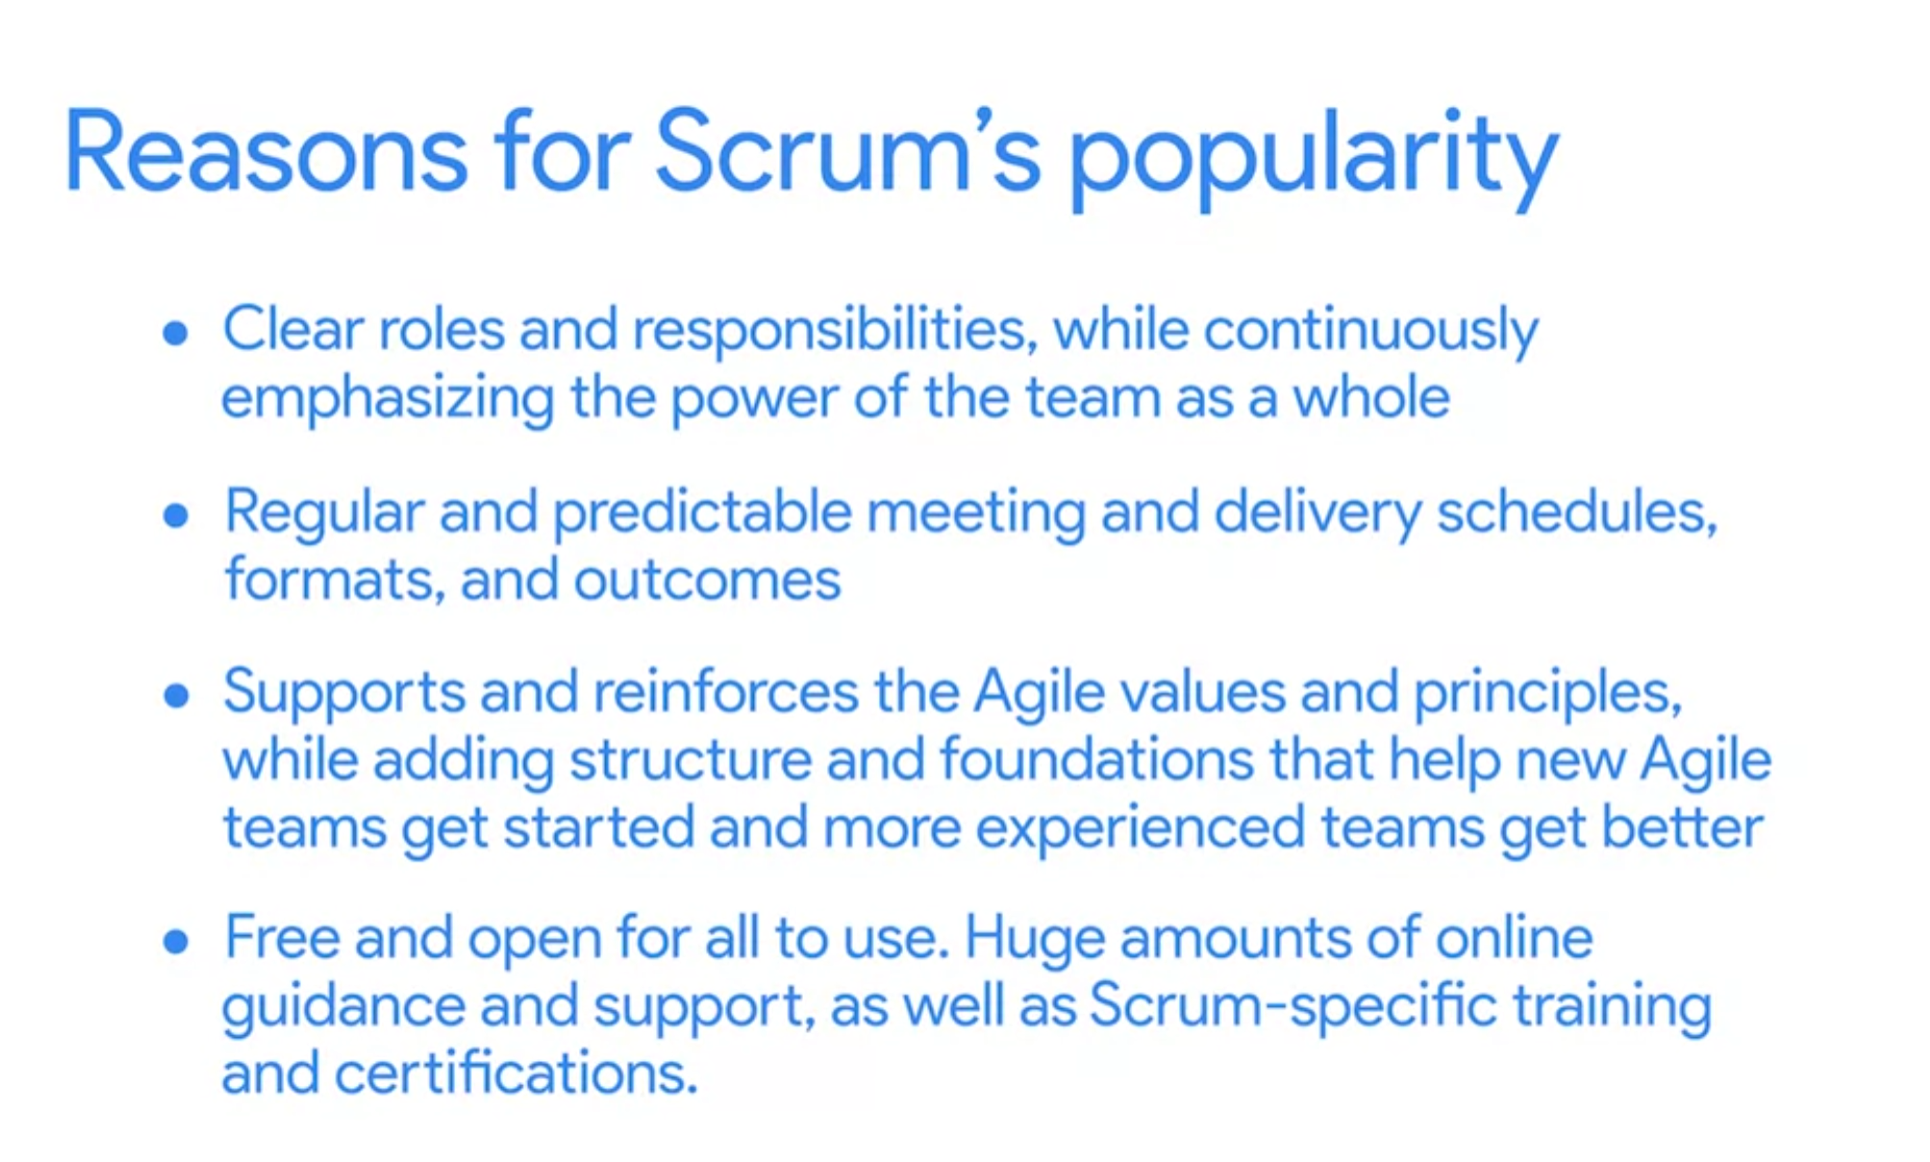 Reasons for Scrum’s popularity
● Clear roles and responsibilities, while continuously
emphasizing the power of the team as a whole
● Regular and predictable meeting and delivery schedules,
formats, and outcomes
● Supports and reinforces the Agile values and principles,
while adding structure and foundations that help new Agile
teams get started and more experienced teams get better
● Free and open for all to use. Huge amounts of online
guidance and support, as well as Scrum-specific training
and certifications.